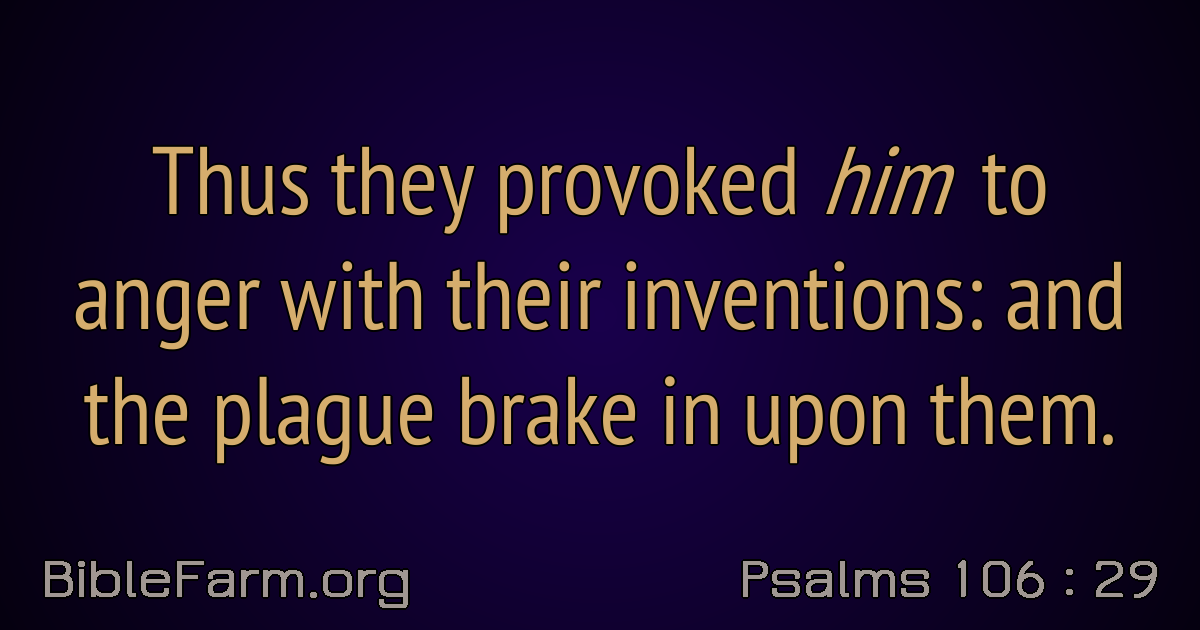 Thus they provoked him to
anger with their inventions: and
the plague brake in upon them.
BibleFarm.org
Psalms 106 : 29